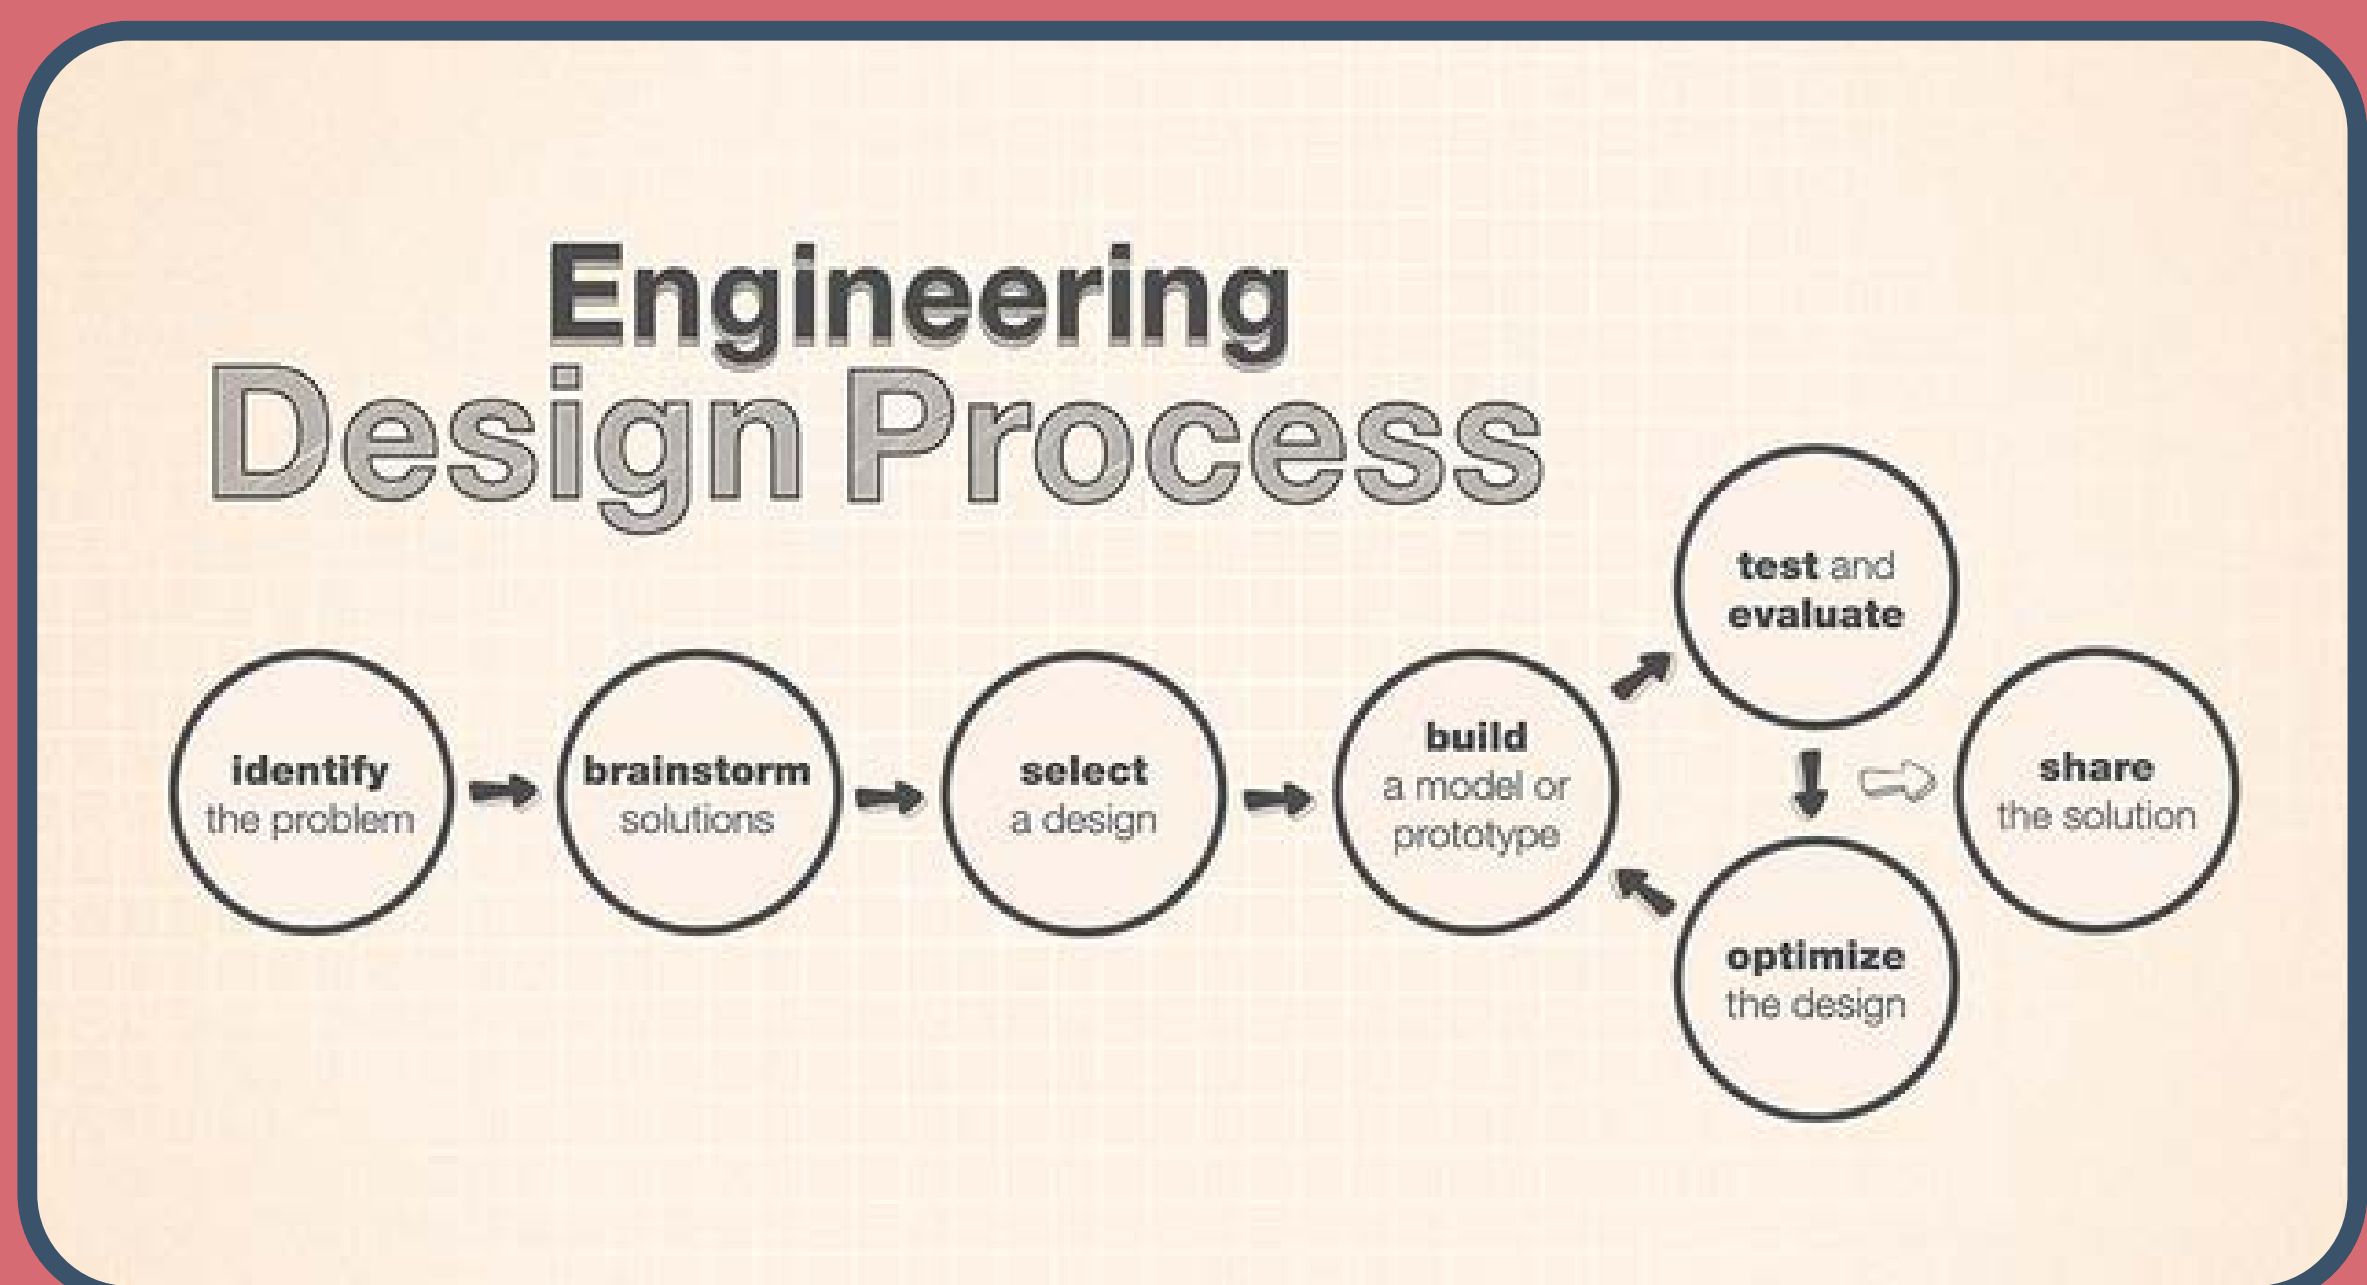 Engineering
Design Process
identify
the problem
brainstorm
solutions
select
a design
build
a model or
prototype
test and
evaluate
optimize
the design
share
the solution